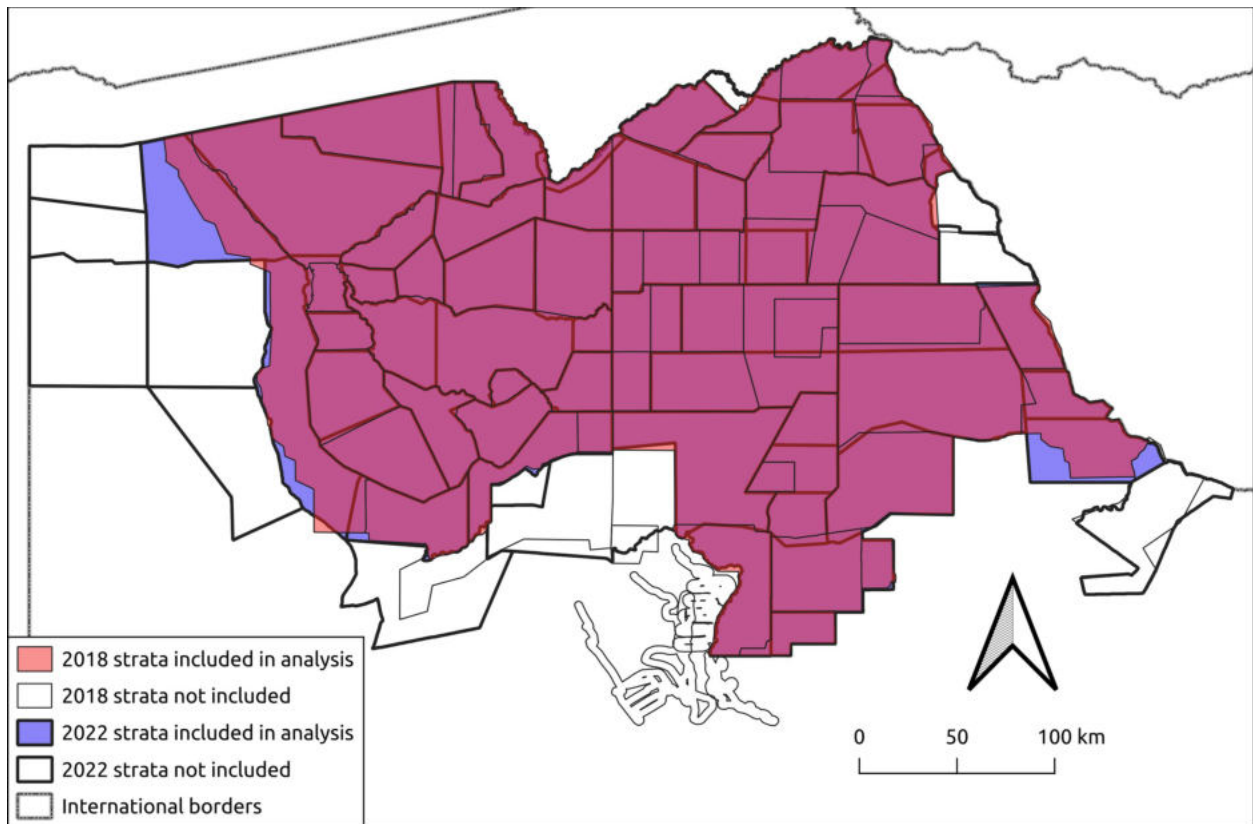 2018 strata included in analysis
2018 strata not included
2022 strata included in analysis
2022 strata not included
International borders
0 50 100 km